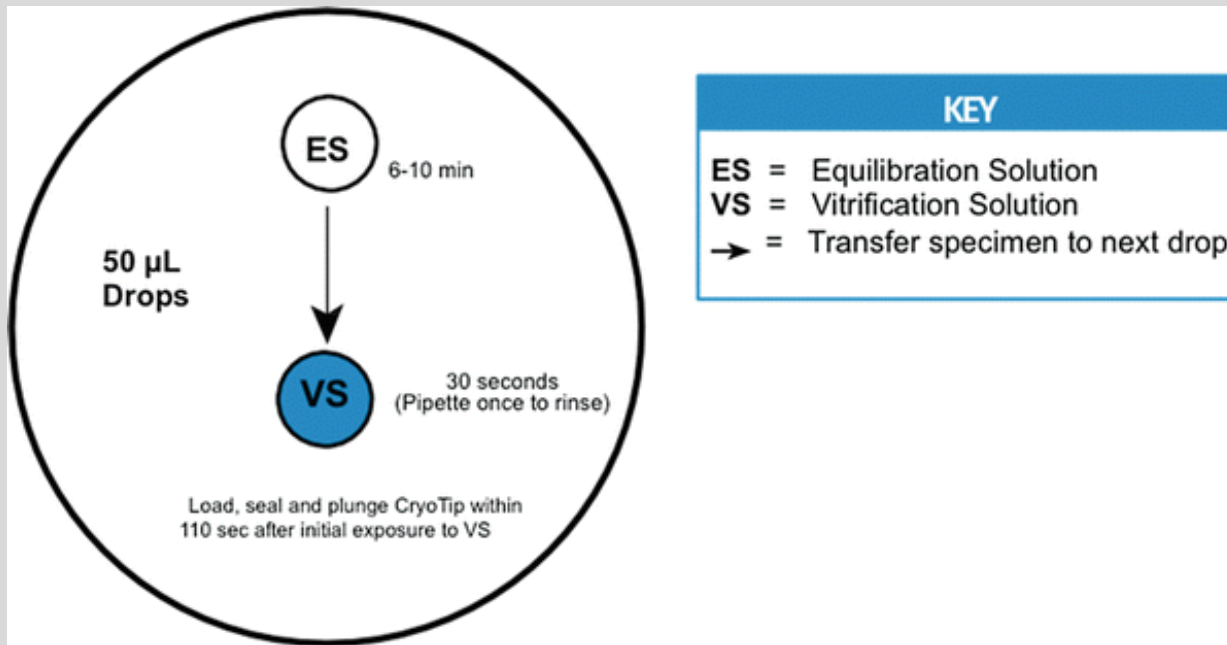 ES
6-10 min
50 µL
Drops
VS
30 seconds
(Pipette once to rinse)
Load, seal and plunge CryoTip within
110 sec after initial exposure to VS
KEY
ES = Equilibration Solution
VS = Vitrification Solution
→ = Transfer specimen to next drop